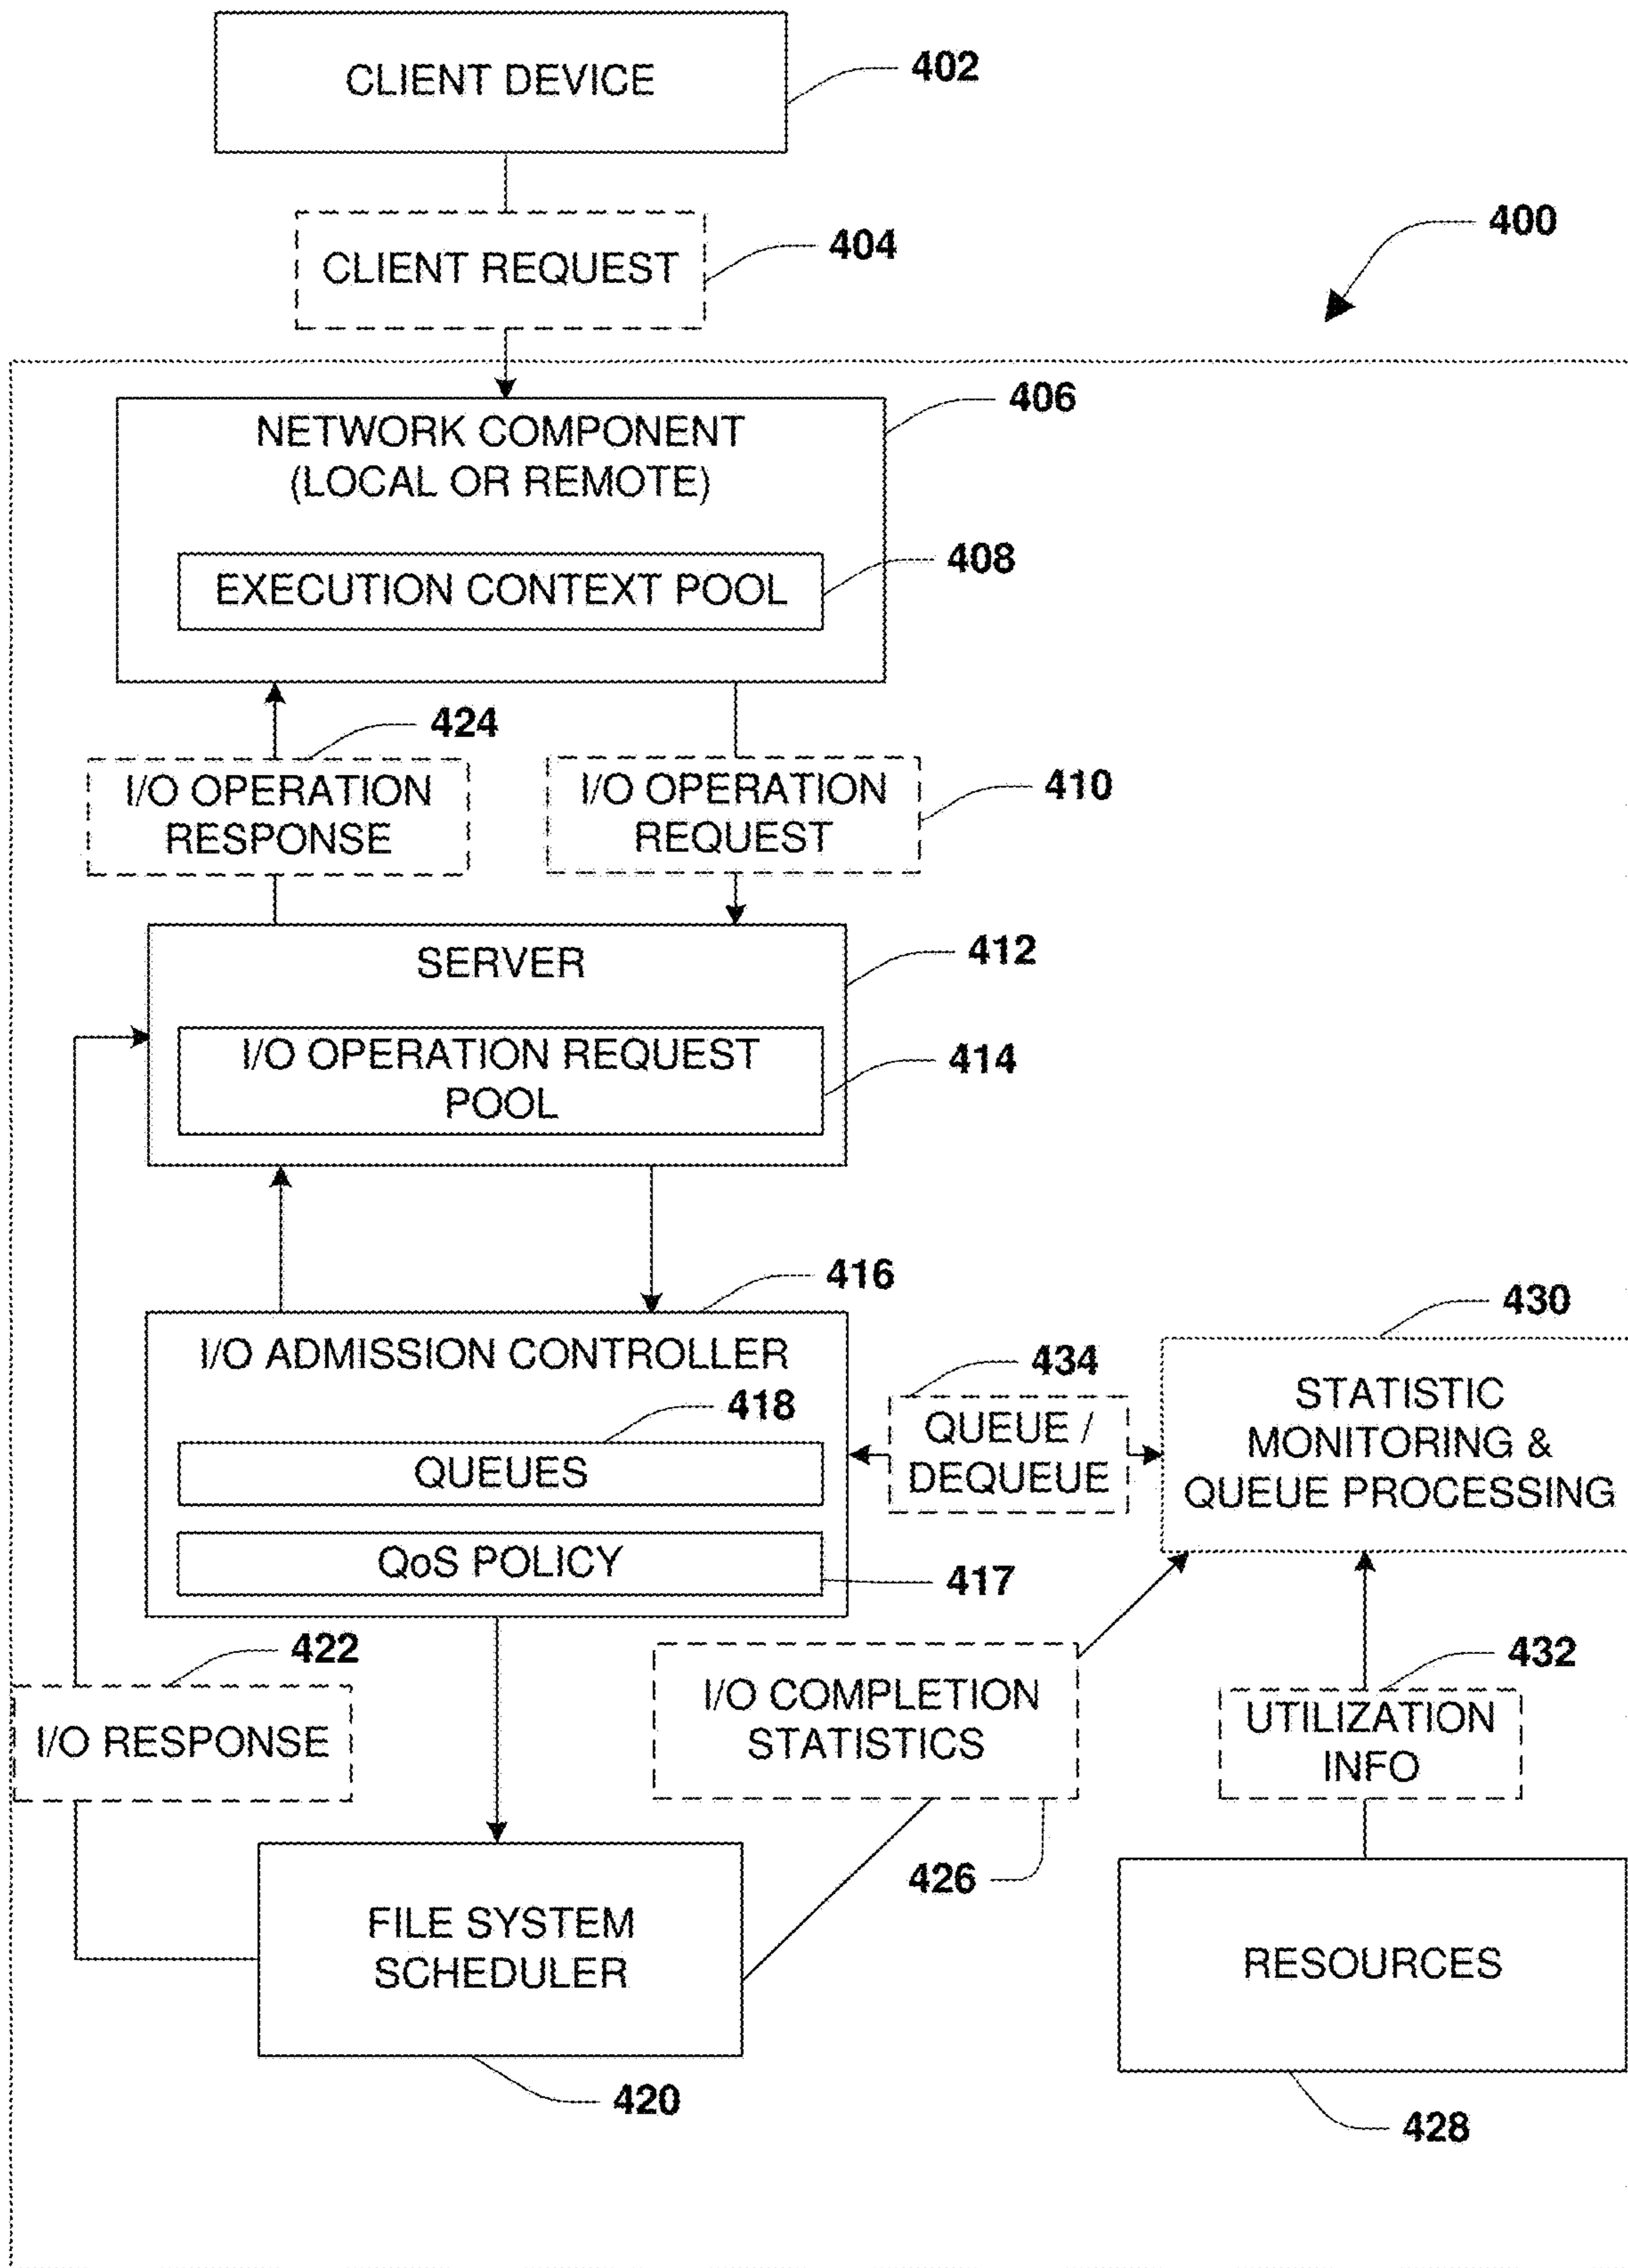 CLIENT DEVICE
402
CLIENT REQUEST
404
400
406
NETWORK COMPONENT
(LOCAL OR REMOTE)
408
EXECUTION CONTEXT POOL
424
I/O OPERATION
RESPONSE
I/O OPERATION
REQUEST
410
SERVER
412
I/O OPERATION REQUEST
POOL
414
416
I/O ADMISSION CONTROLLER
418
QUEUES
QoS POLICY
417
434
QUEUE /
DEQUEUE
430
STATISTIC
MONITORING &
QUEUE PROCESSING
422
I/O RESPONSE
I/O COMPLETION
STATISTICS
426
432
UTILIZATION
INFO
FILE SYSTEM
SCHEDULER
420
RESOURCES
428